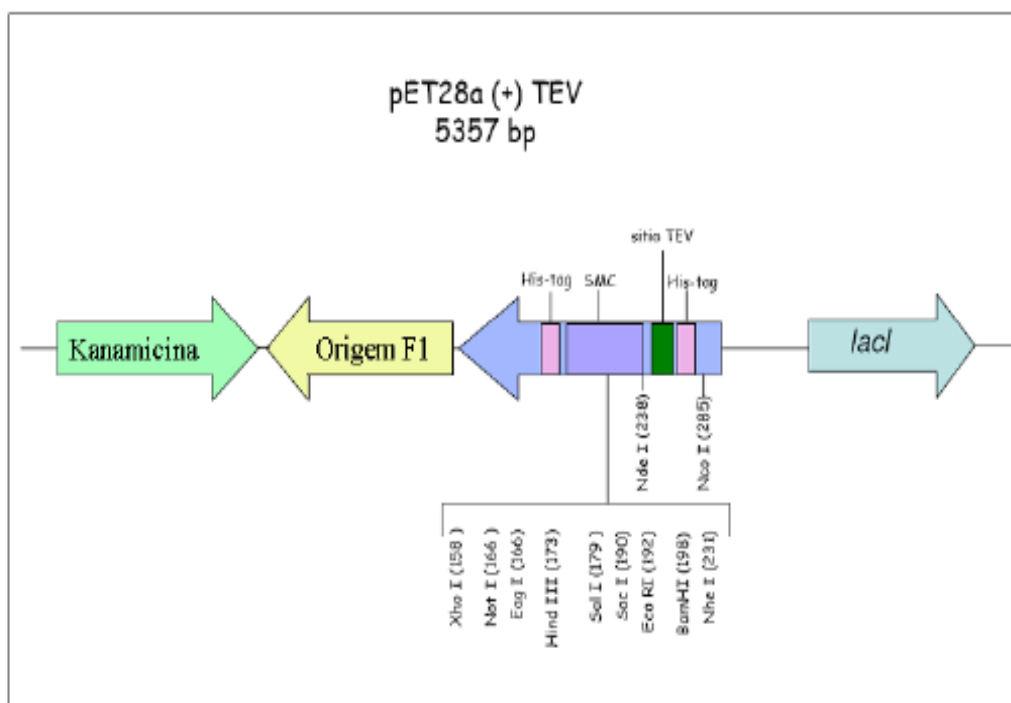 pET28a (+) TEV
5357 bp
sitio TEV
His-tag
SMC
His-tag
Kanamicina
Origem F1
lacI
Nde I (238)
Nco I (285)
Xho I (158 )
Not I (166 )
Eag I (166)
Hind III (173)
Sal I (179 )
Sac I (190)
Eco RI (192)
BamHI (198)
Nhe I (231)